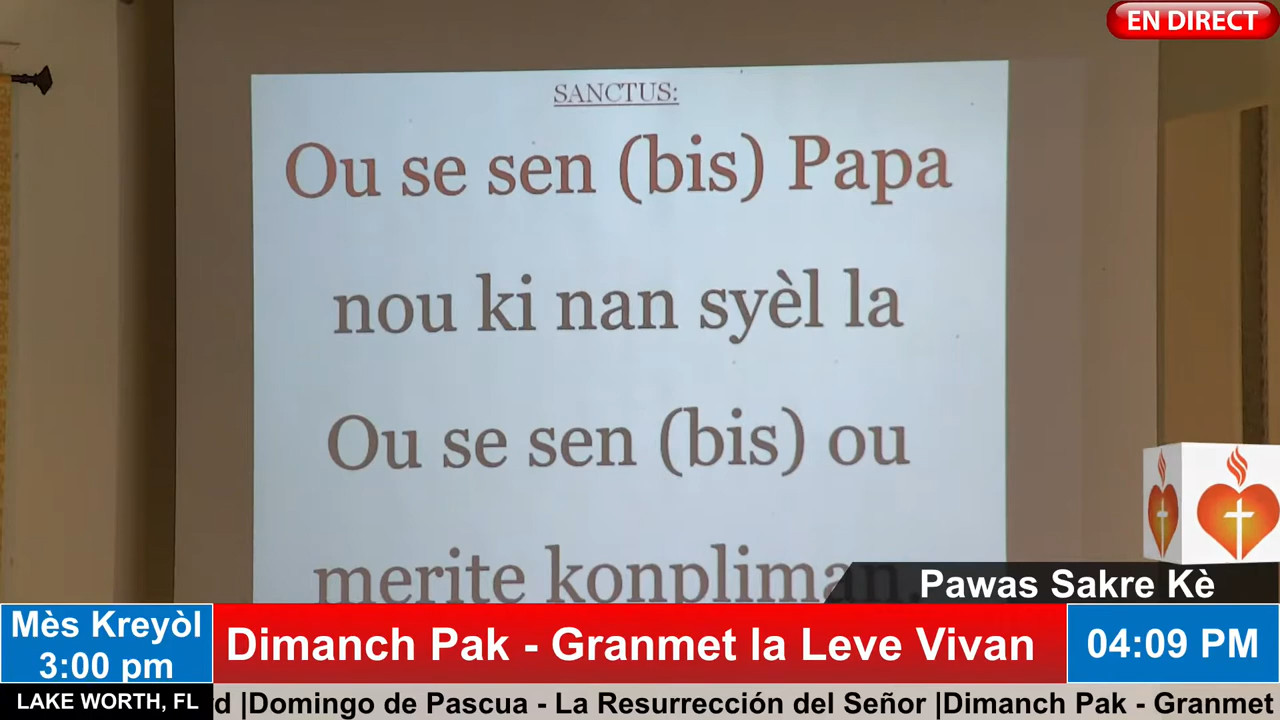 EN DIRECT
SANCTUS:
Ou se sen (bis) Papa
nou ki nan syèl la
Ou se sen (bis) ou
merite konpliman,
Pawas Sakre Kè
Mès Kreyòl
3:00 pm
Dimanch Pak - Granmet la Leve Vivan
04:09 PM
LAKE WORTH, FL
d |Domingo de Pascua - La Resurrección del Señor |Dimanch Pak - Granmet